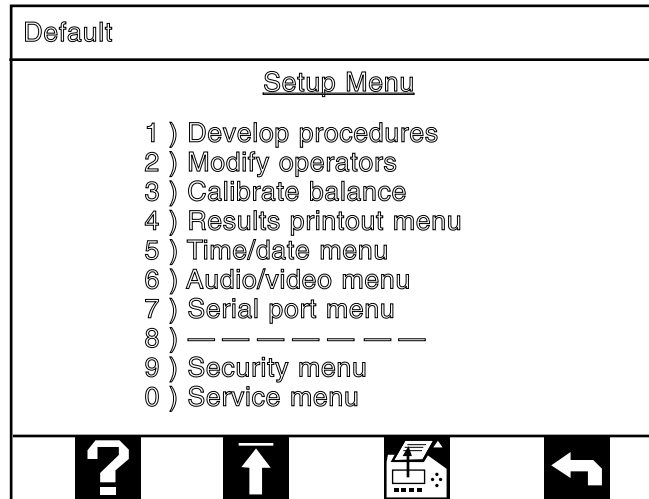 Default
Setup Menu
1 ) Develop procedures
2 ) Modify operators
3 ) Calibrate balance
4 ) Results printout menu
5 ) Time/date menu
6 ) Audio/video menu
7 ) Serial port menu
8 ) — — — — — — —
9 ) Security menu
0 ) Service menu
?